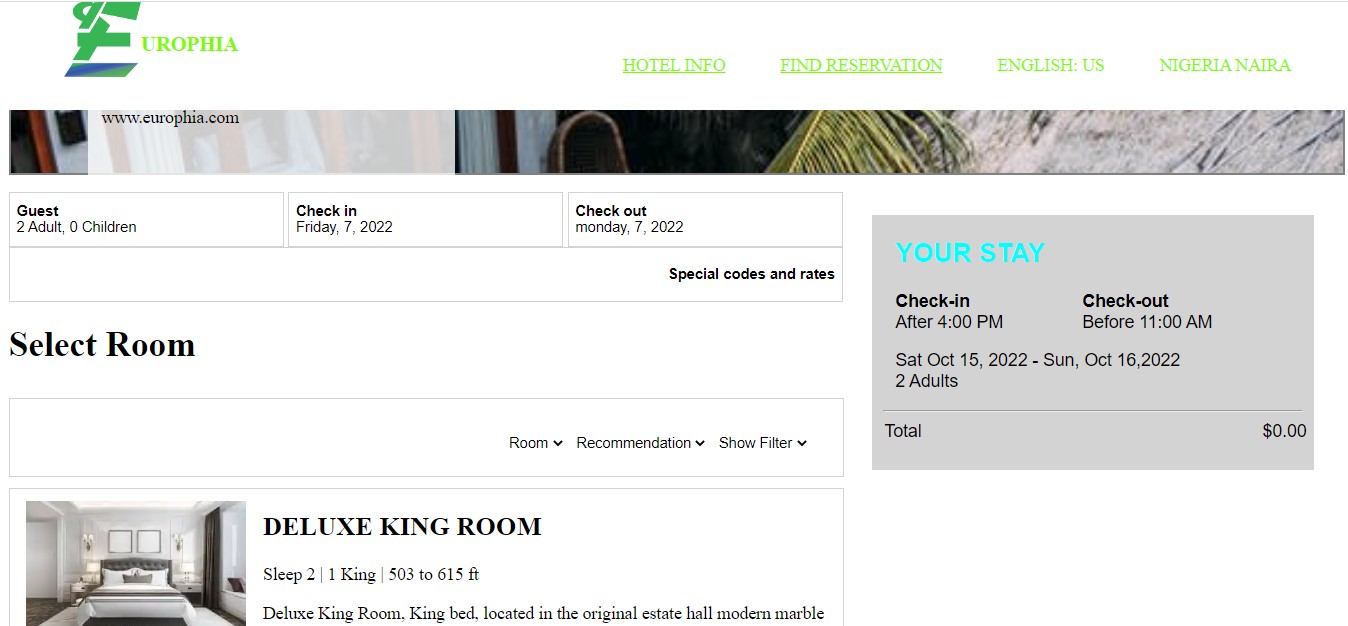 EUROPHIA
HOTEL INFO FIND RESERVATION ENGLISH: US NIGERIA NAIRA
www.europhia.com
Guest
2 Adult, 0 Children
Check in
Friday, 7, 2022
Check out
monday, 7, 2022
Special codes and rates
Select Room
Room Recommendation Show Filter
DELUXE KING ROOM
Sleep 2 | 1 King | 503 to 615 ft
Deluxe King Room, King bed, located in the original estate hall modern marble
YOUR STAY
Check-in
After 4:00 PM
Check-out
Before 11:00 AM
Sat Oct 15, 2022 - Sun, Oct 16,2022
2 Adults
Total $0.00